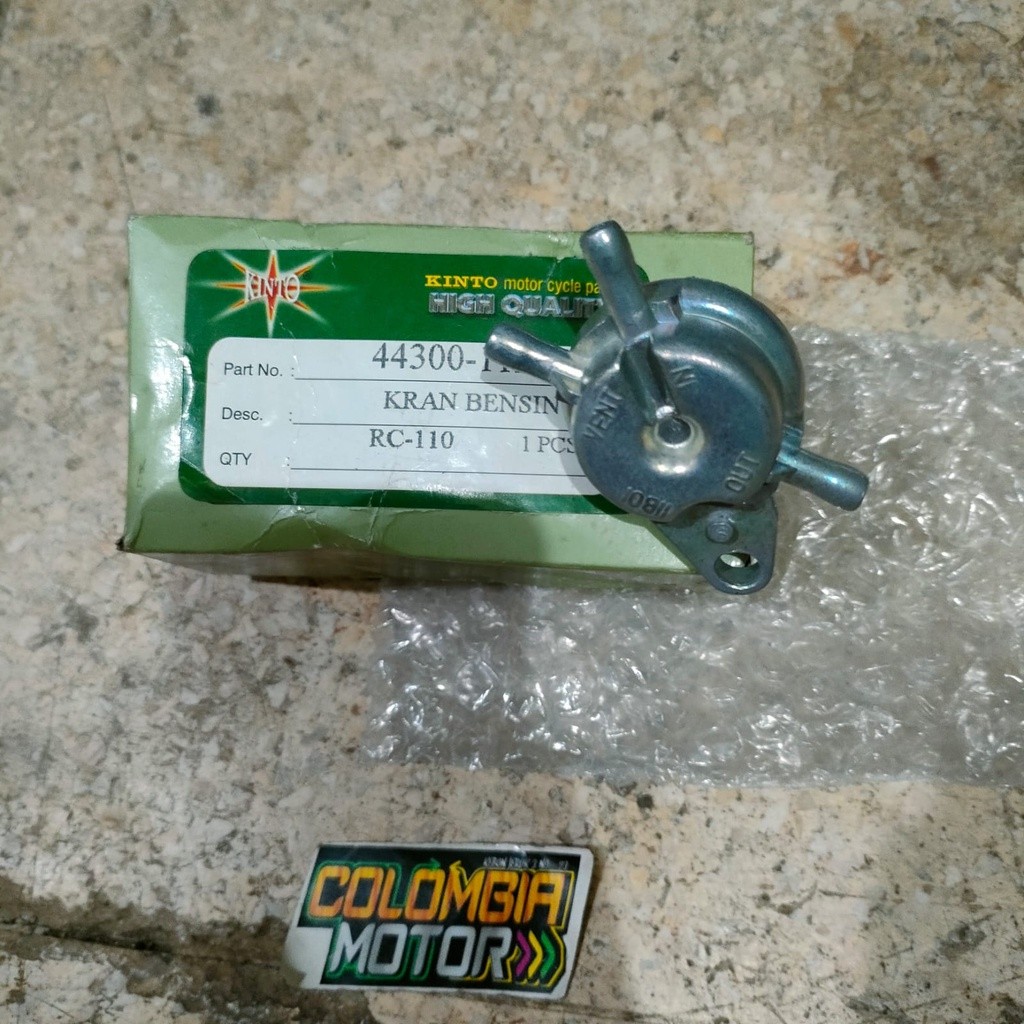 KINTO
KINTO motor cycle pa
HIGH QUALIT
Part No. : 44300-11
Desc. : KRAN BENSIN
RC-110 1 PCS
QTY :
IN
VENT
OUT
COLOMBIA
MOTOR